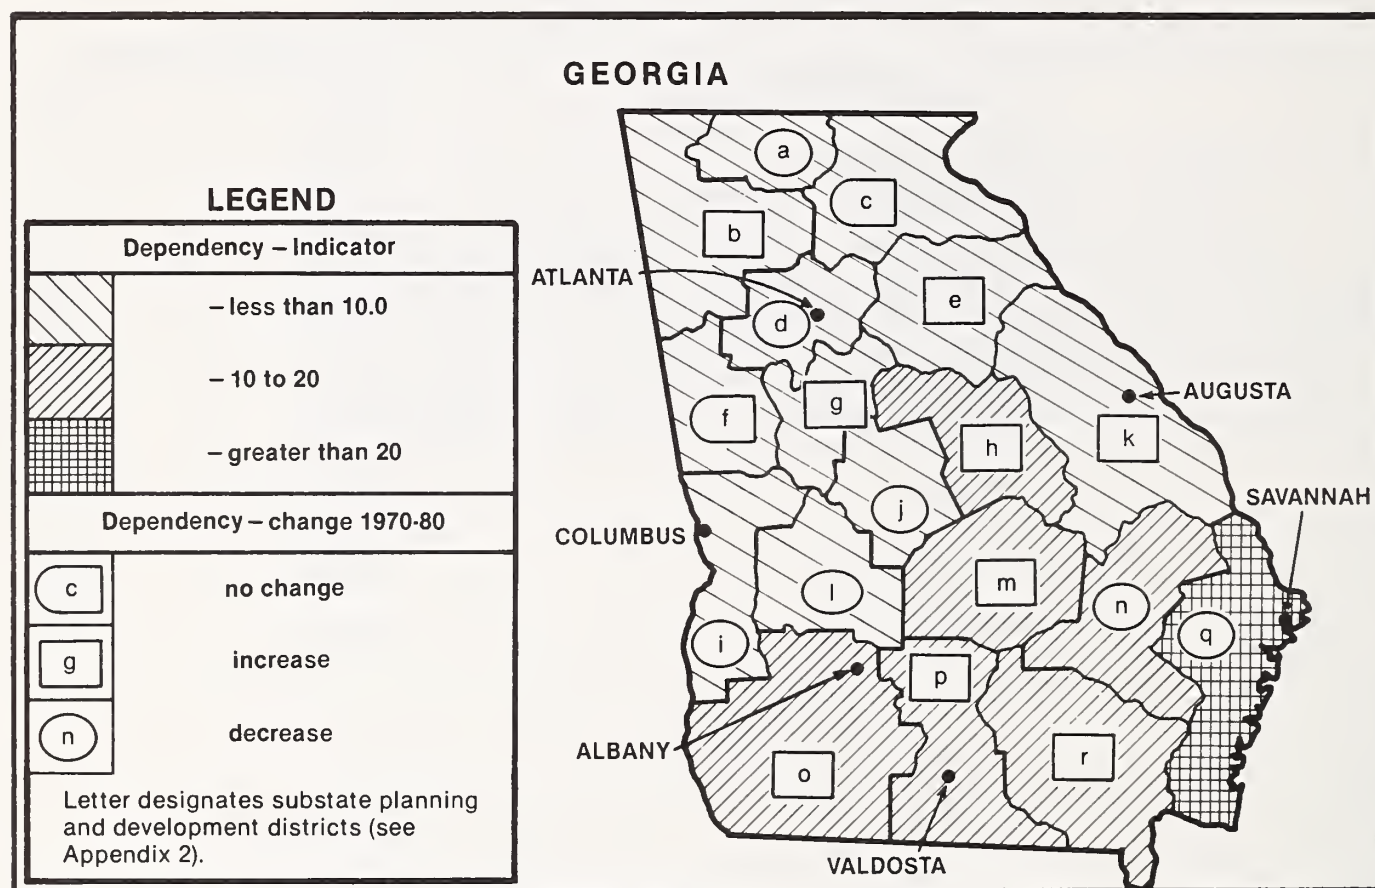 GEORGIA
LEGEND
Dependency – Indicator
– less than 10.0
– 10 to 20
– greater than 20
Dependency – change 1970-80
c
no change
g
increase
n
decrease
Letter designates substate planning
and development districts (see
Appendix 2).
a
c
b
ATLANTA
e
d
AUGUSTA
g
f
k
h
SAVANNAH
j
COLUMBUS
m
l
n
q
i
p
ALBANY
o
r
VALDOSTA